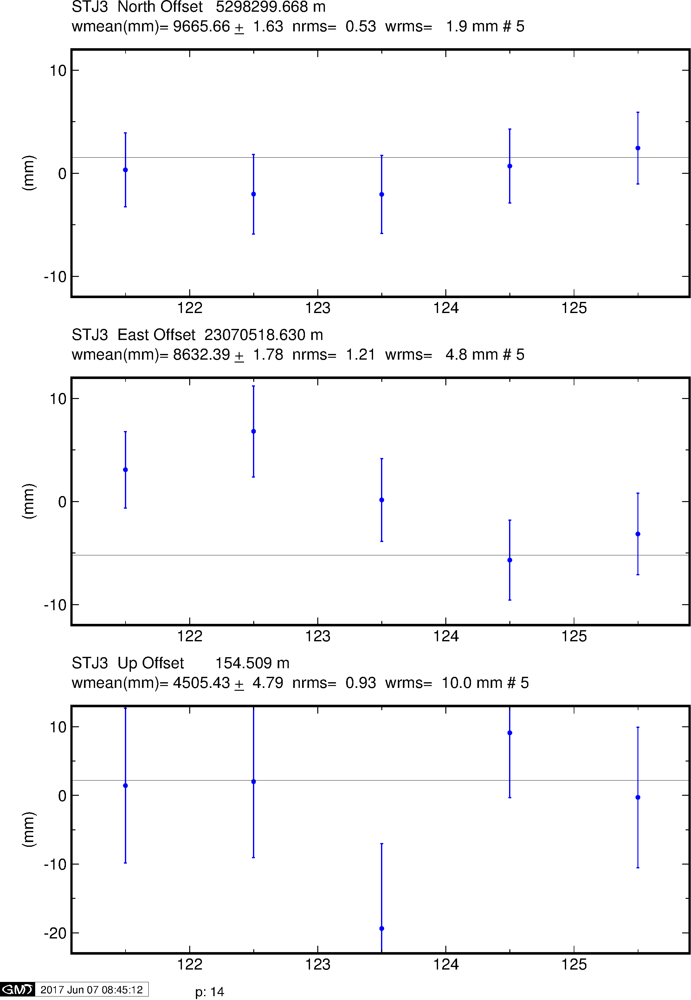 STJ3 North Offset 5298299.668 m
wmean(mm)= 9665.66 ± 1.63 nrms= 0.53 wrms= 1.9 mm # 5
10
0
-10
(mm)
122 123 124 125
STJ3 East Offset 23070518.630 m
wmean(mm)= 8632.39 ± 1.78 nrms= 1.21 wrms= 4.8 mm # 5
10
0
-10
(mm)
122 123 124 125
STJ3 Up Offset 154.509 m
wmean(mm)= 4505.43 ± 4.79 nrms= 0.93 wrms= 10.0 mm # 5
10
0
-10
-20
(mm)
122 123 124 125
GMT 2017 Jun 07 08:45:12 p: 14